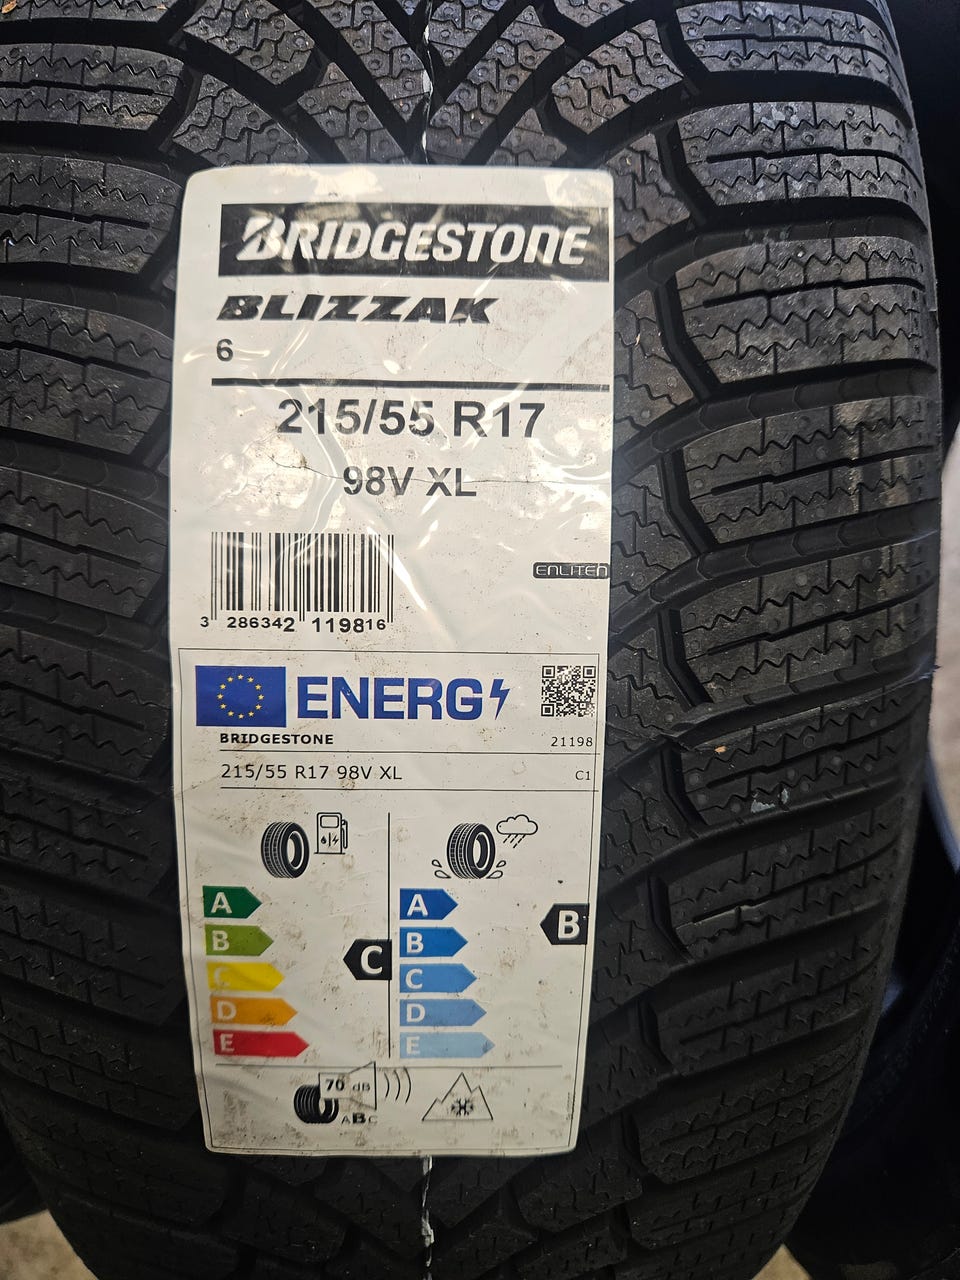 BRIDGESTONE
BLIZZAK
6
215/55 R17
98V XL
ENLITEN
3 286342 119816
ENERG
BRIDGESTONE 21198
215/55 R17 98V XL C1
A A
B B B
C C C
D D
E E
70 dB
ABC